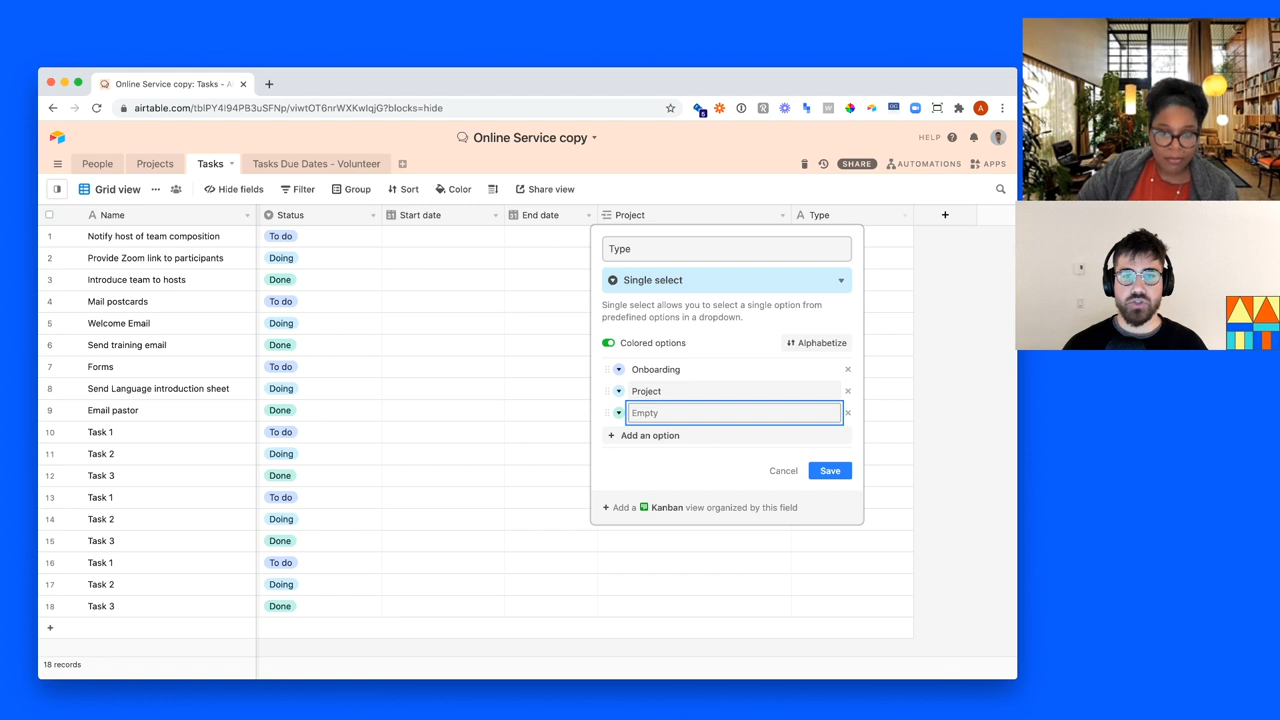 Online Service copy: Tasks - A
airtable.com/tblPY4I94PB3uSFNp/viwtOT6nrWXKwIqjG?blocks=hide
5
A
Online Service copy
HELP
People
Projects
Tasks
Tasks Due Dates - Volunteer
SHARE
AUTOMATIONS
APPS
Grid view
Hide fields
Filter
Group
Sort
Color
Share view
Name
Status
Start date
End date
Project
Type
1 Notify host of team composition To do
2 Provide Zoom link to participants Doing
3 Introduce team to hosts Done
4 Mail postcards To do
5 Welcome Email Doing
6 Send training email Done
7 Forms To do
8 Send Language introduction sheet Doing
9 Email pastor Done
10 Task 1 To do
11 Task 2 Doing
12 Task 3 Done
13 Task 1 To do
14 Task 2 Doing
15 Task 3 Done
16 Task 1 To do
17 Task 2 Doing
18 Task 3 Done
18 records
Type
Single select
Single select allows you to select a single option from
predefined options in a dropdown.
Colored options
Alphabetize
Onboarding
Project
Empty
+ Add an option
Cancel
Save
+ Add a Kanban view organized by this field